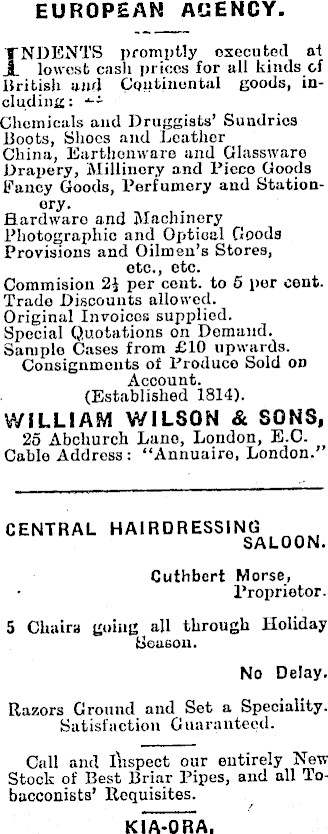 EUROPEAN AGENCY.
INDENTS promptly executed at
lowest cash prices for all kinds of
British and Continental goods, in-
cluding: —
Chemicals and Druggists' Sundries
Boots, Shoes and Leather
China, Earthenware and Glassware
Drapery, Millinery and Piece Goods
Fancy Goods, Perfumery and Station-
ery.
Hardware and Machinery
Photographic and Optical Goods
Provisions and Oilmen's Stores,
etc., etc.
Commision 2½ per cent. to 5 per cent.
Trade Discounts allowed.
Original Invoices supplied.
Special Quotations on Demand.
Sample Cases from £10 upwards.
Consignments of Produce Sold on
Account.
(Established 1814).
WILLIAM WILSON & SONS,
25 Abchurch Lane, London, E.C.
Cable Address: "Annuaire, London."
CENTRAL HAIRDRESSING
SALOON.
Cuthbert Morse,
Proprietor.
5 Chairs going all through Holiday
Season.
No Delay.
Razors Ground and Set a Speciality.
Satisfaction Guaranteed.
Call and Inspect our entirely New
Stock of Best Briar Pipes, and all To-
bacconists' Requisites.
KIA-ORA,